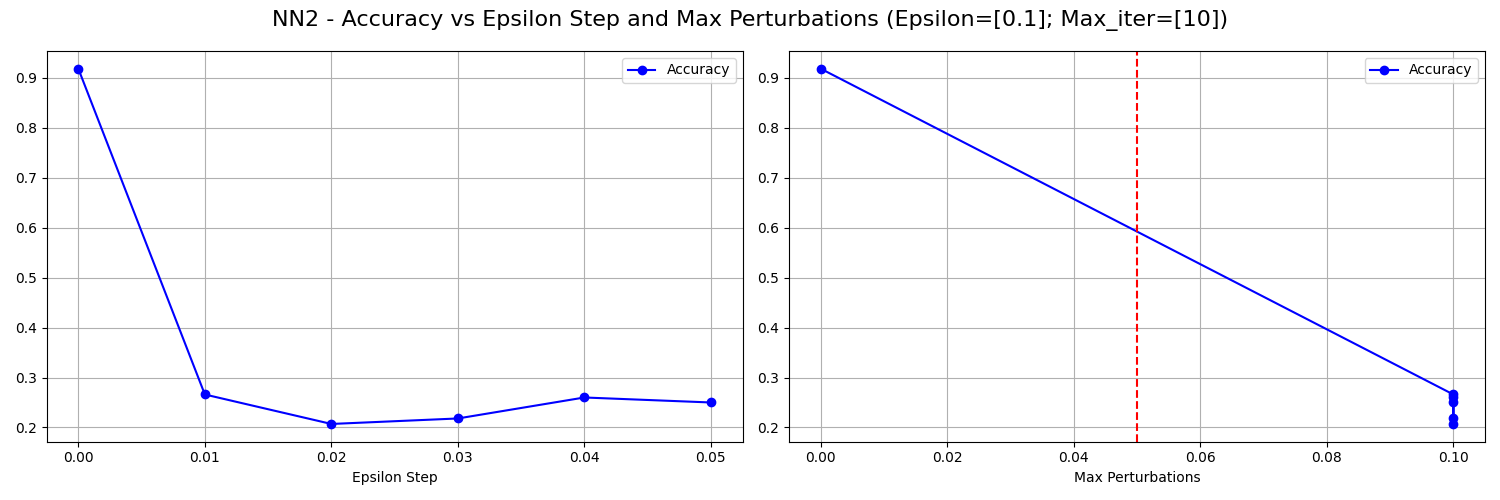 NN2 - Accuracy vs Epsilon Step and Max Perturbations (Epsilon=[0.1]; Max_iter=[10])
Accuracy
0.9
0.8
0.7
0.6
0.5
0.4
0.3
0.2
0.00 0.01 0.02 0.03 0.04 0.05
Epsilon Step
Accuracy
0.9
0.8
0.7
0.6
0.5
0.4
0.3
0.2
0.00 0.02 0.04 0.06 0.08 0.10
Max Perturbations